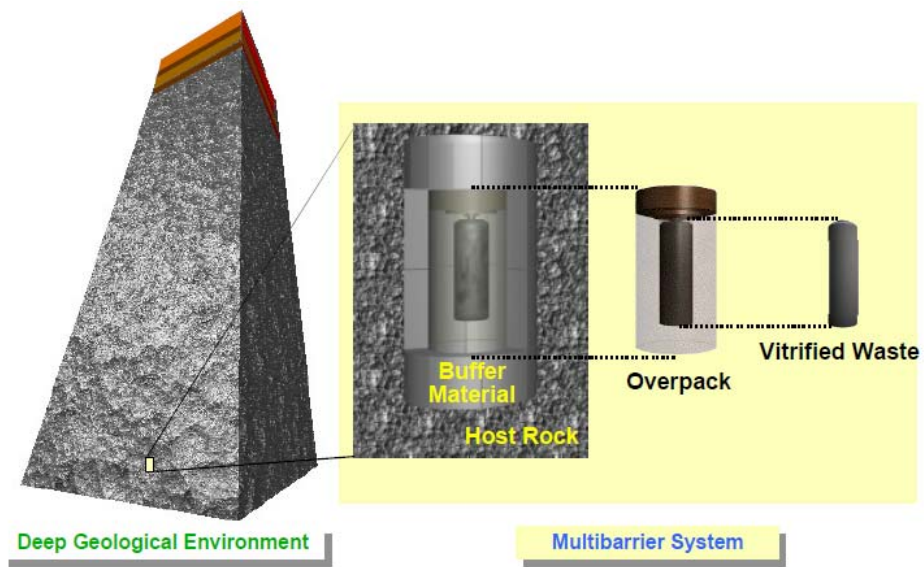 Buffer
Material
Host Rock
Overpack
Vitrified Waste
Deep Geological Environment
Multibarrier System